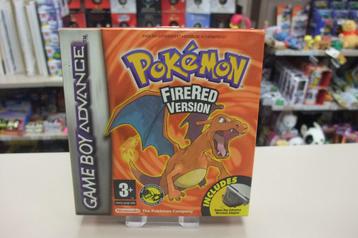 GAME BOY ADVANCE
POKÉMON
FIRERED
VERSION
INCLUDES
3+
Nintendo
The Pokémon Company